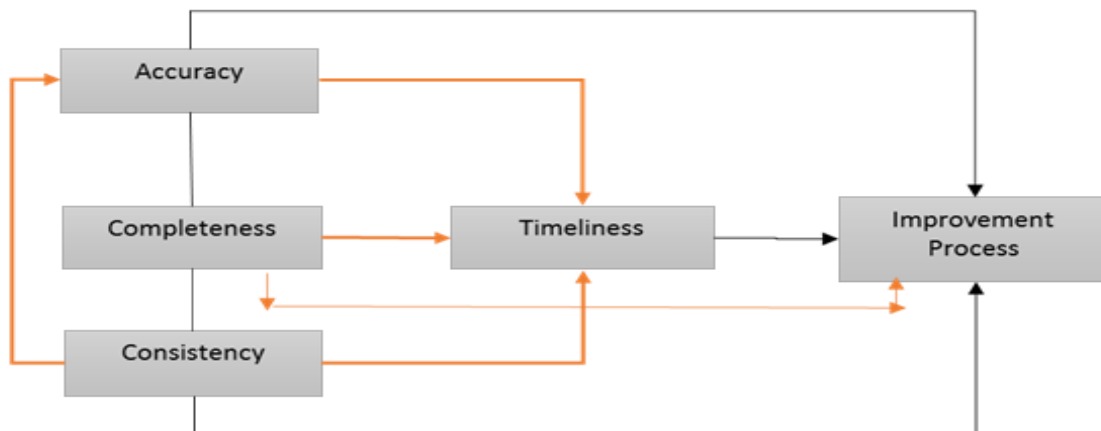 Accuracy
Completeness
Timeliness
Improvement
Process
Consistency